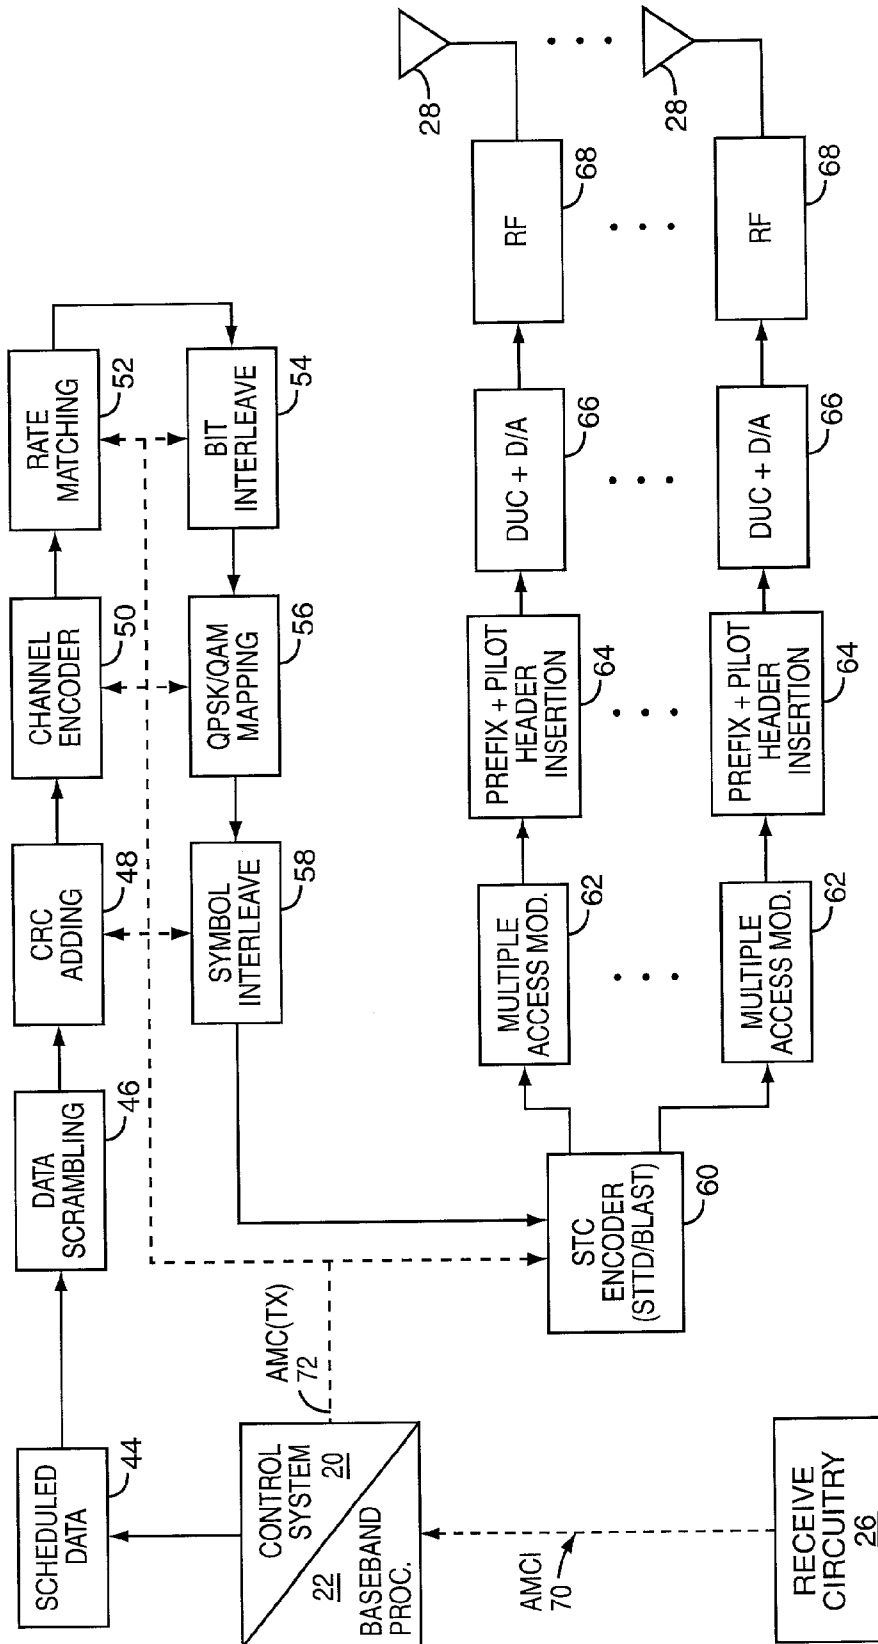 SCHEDULED
DATA
44
DATA
SCRAMBLING
46
CRC
ADDING
48
CHANNEL
ENCODER
50
RATE
MATCHING
52
BIT
INTERLEAVE
54
QPSK/QAM
MAPPING
56
SYMBOL
INTERLEAVE
58
CONTROL
SYSTEM
20
22
BASEBAND
PROC.
AMC(TX)
72
STC
ENCODER
(STTD/BLAST)
60
MULTIPLE
ACCESS MOD.
62
PREFIX + PILOT
HEADER
INSERTION
64
DUC + D/A
66
RF
68
28
MULTIPLE
ACCESS MOD.
62
PREFIX + PILOT
HEADER
INSERTION
64
DUC + D/A
66
RF
68
28
AMCI
70
RECEIVE
CIRCUITRY
26